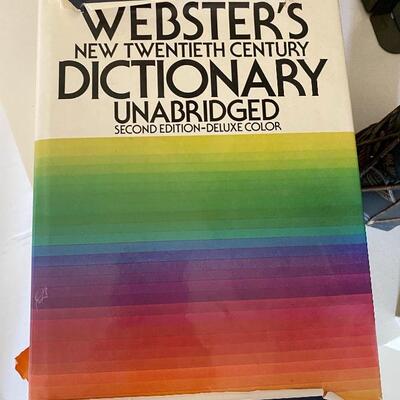 WEBSTER'S
NEW TWENTIETH CENTURY
DICTIONARY
UNABRIDGED
SECOND EDITION-DELUXE COLOR